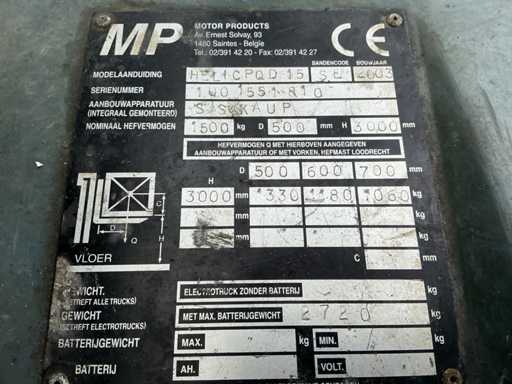 MP
MOTOR PRODUCTS
Av. Ernest Solvay, 93
1480 Saintes - Belgie
Tel. 02/391 42 20 - Fax 02/391 42 27
CE
BANDENCODE BOUWJAAR
MODELAANDUIDING 15 SE 2003
SERIENUMMER
AANBOUWAPPARATUUR
(INTEGRAAL GEMONTEERD) S/S KAUP
NOMINAAL HEFVERMOGEN 1500 kg D 500 mm H 3000 mm
HEFVERMOGEN Q MET HIERBOVEN AANGEGEVEN
AANBOUWAPPARATUUR OF MET VORKEN, HEFMAST LOODRECHT
D 500 600 700 mm
H
3000 mm 1330 1180 1060 kg
mm kg
mm kg
C mm
C
D
Q
H
VLOER
GEWICHT. ELECTROTRUCK ZONDER BATTERIJ kg
(BETREFT ALLE TRUCKS)
GEWICHT MET MAX. BATTERIJGEWICHT 2720 kg
(BETREFT ELECTROTRUCKS)
BATTERIJGEWICHT MAX. kg MIN. kg
BATTERIJ AH. VOLT.